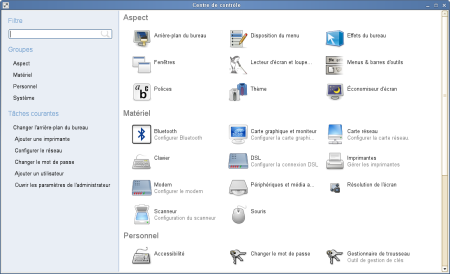 Centre de contrôle
Filtre
Groupes
Aspect
Matériel
Personnel
Système
Tâches courantes
Changer l'arrière-plan du bureau
Ajouter une imprimante
Configurer le réseau
Changer le mot de passe
Ajouter un utilisateur
Ouvrir les paramètres de l'administrateur
Aspect
Arrière-plan du bureau
Disposition du menu
Effets du bureau
Fenêtres
Lecteur d'écran et loupe...
Menus & barres d'outils
Polices
Thème
Économiseur d'écran
Matériel
Bluetooth
Configurer Bluetooth
Carte graphique et moniteur
Configurer la carte graphi...
Carte réseau
Configurer la carte réseau.
Clavier
DSL
Configurer la connexion DSL
Imprimantes
Gérer les imprimantes
Modem
Configurer le modem
Périphériques et média a...
Résolution de l'écran
Scanneur
Configuration du scanneur
Souris
Personnel
Accessibilité
Changer le mot de passe
Gestionnaire de trousseau
Outil de gestion de clés